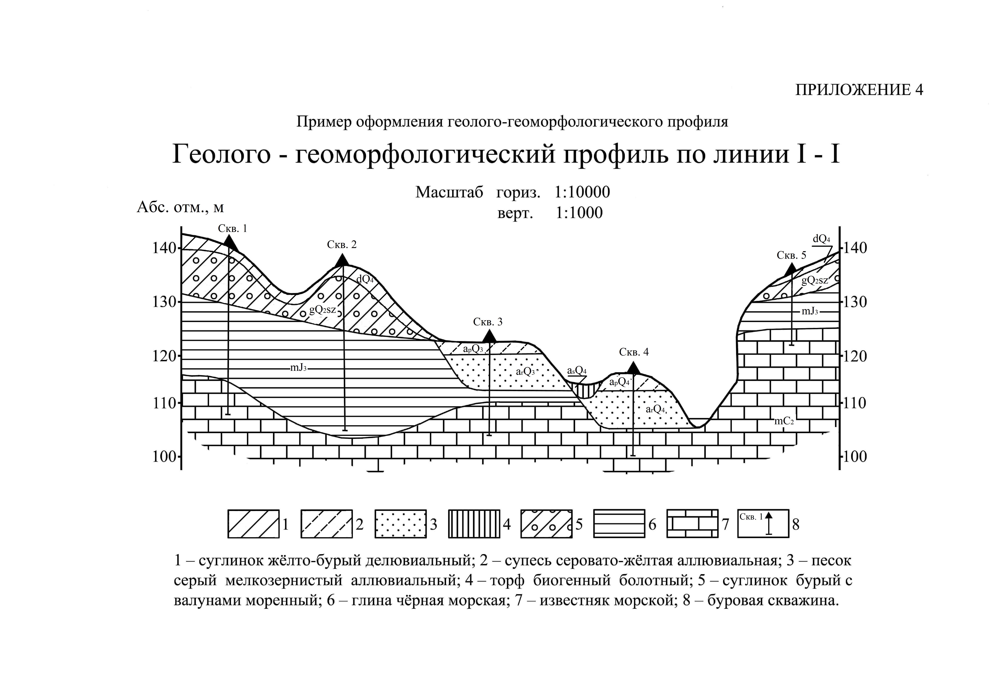 ПРИЛОЖЕНИЕ 4
Пример оформления геолого-геоморфологического профиля
Геолого - геоморфологический профиль по линии I - I
Масштаб гориз. 1:10000
верт. 1:1000
Абс. отм., м
Скв. 1
Скв. 2
Скв. 3
Скв. 4
Скв. 5
dQ4
140
130
120
110
100
140
130
120
110
100
dQ4
gQ2sz
gQ2sz
mJ3
mJ3
apQ3
arQ3
asQ4
apQ4
arQ4
mC2
1
2
3
4
5
6
7
Скв. 1
8
1 – суглинок жёлто-бурый делювиальный; 2 – супесь серовато-жёлтая аллювиальная; 3 – песок
серый мелкозернистый аллювиальный; 4 – торф биогенный болотный; 5 – суглинок бурый с
валунами моренный; 6 – глина чёрная морская; 7 – известняк морской; 8 – буровая скважина.